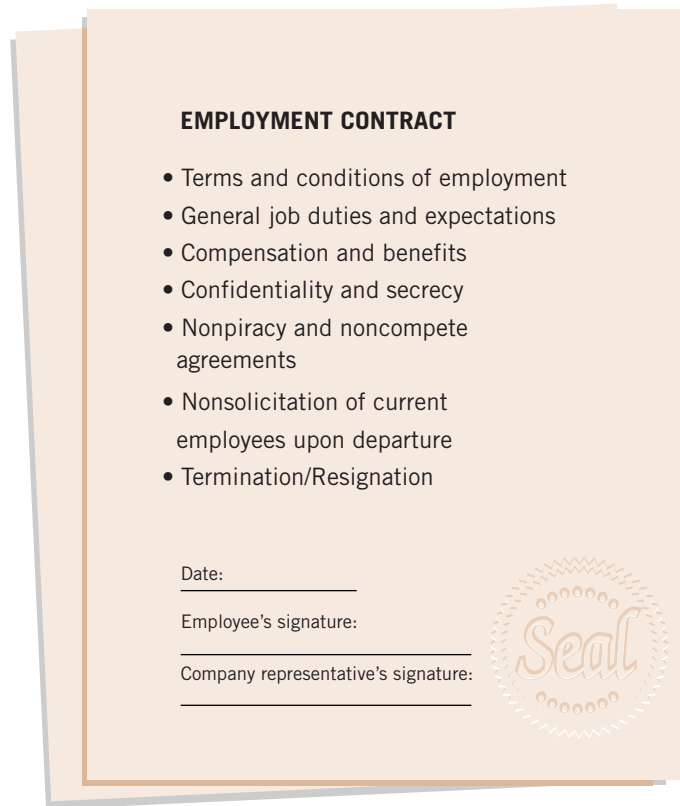 EMPLOYMENT CONTRACT
• Terms and conditions of employment
• General job duties and expectations
• Compensation and benefits
• Confidentiality and secrecy
• Nonpiracy and noncompete
agreements
• Nonsolicitation of current
employees upon departure
• Termination/Resignation
Date:
Employee’s signature:
Company representative’s signature:
Seal